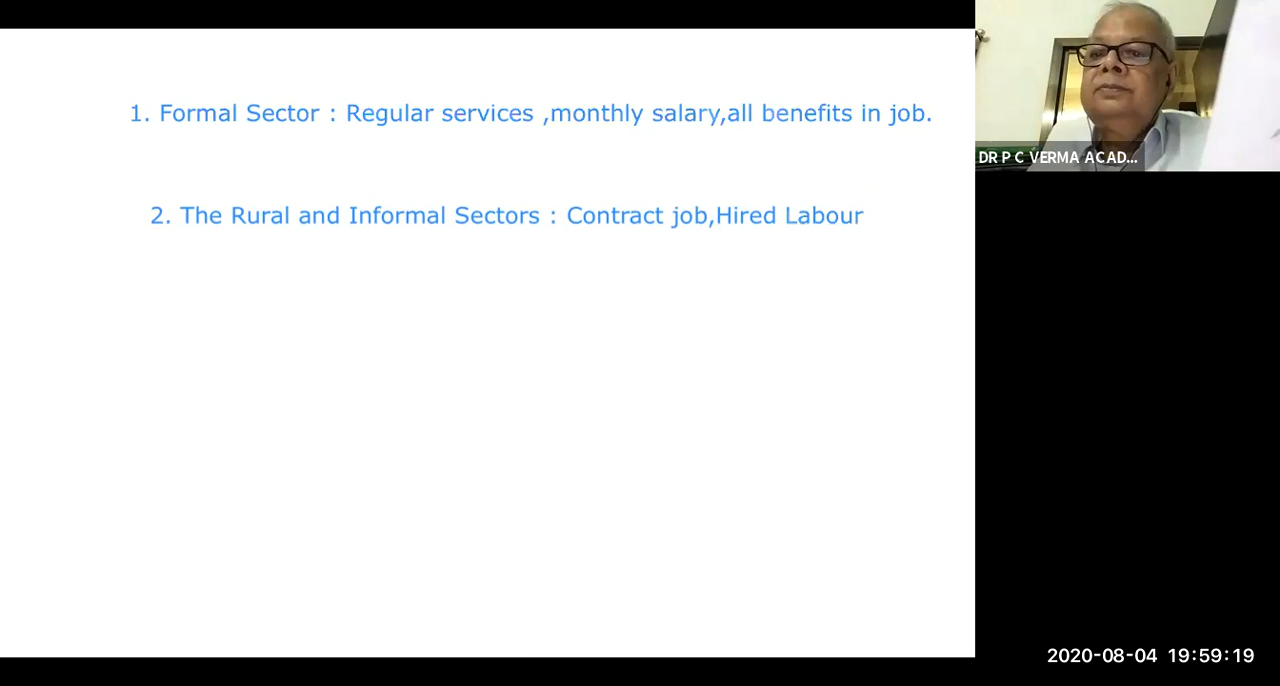 1. Formal Sector : Regular services ,monthly salary,all benefits in job.
2. The Rural and Informal Sectors : Contract job,Hired Labour
DR P C VERMA ACAD...
2020-08-04 19:59:19